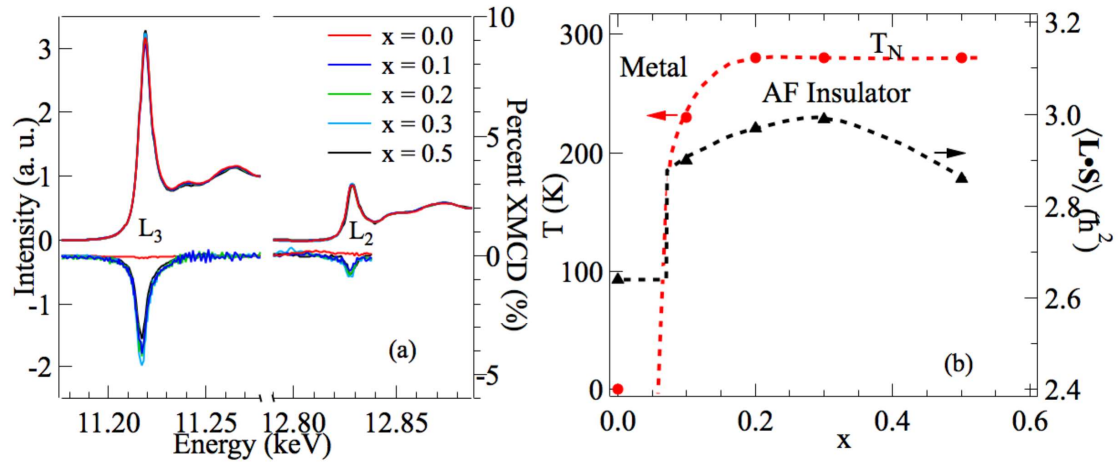 3
2
1
0
-1
-2
Intensity (a. u.)
11.20
11.25
12.80
12.85
Energy (keV)
10
5
0
-5
Percent XMCD (%)
x = 0.0
x = 0.1
x = 0.2
x = 0.3
x = 0.5
L3
L2
(a)
300
200
100
0
T (K)
Metal
TN
AF Insulator
(b)
0.0
0.2
0.4
0.6
x
3.2
3.0
2.8
2.6
2.4
⟨L•S⟩ (ħ²)